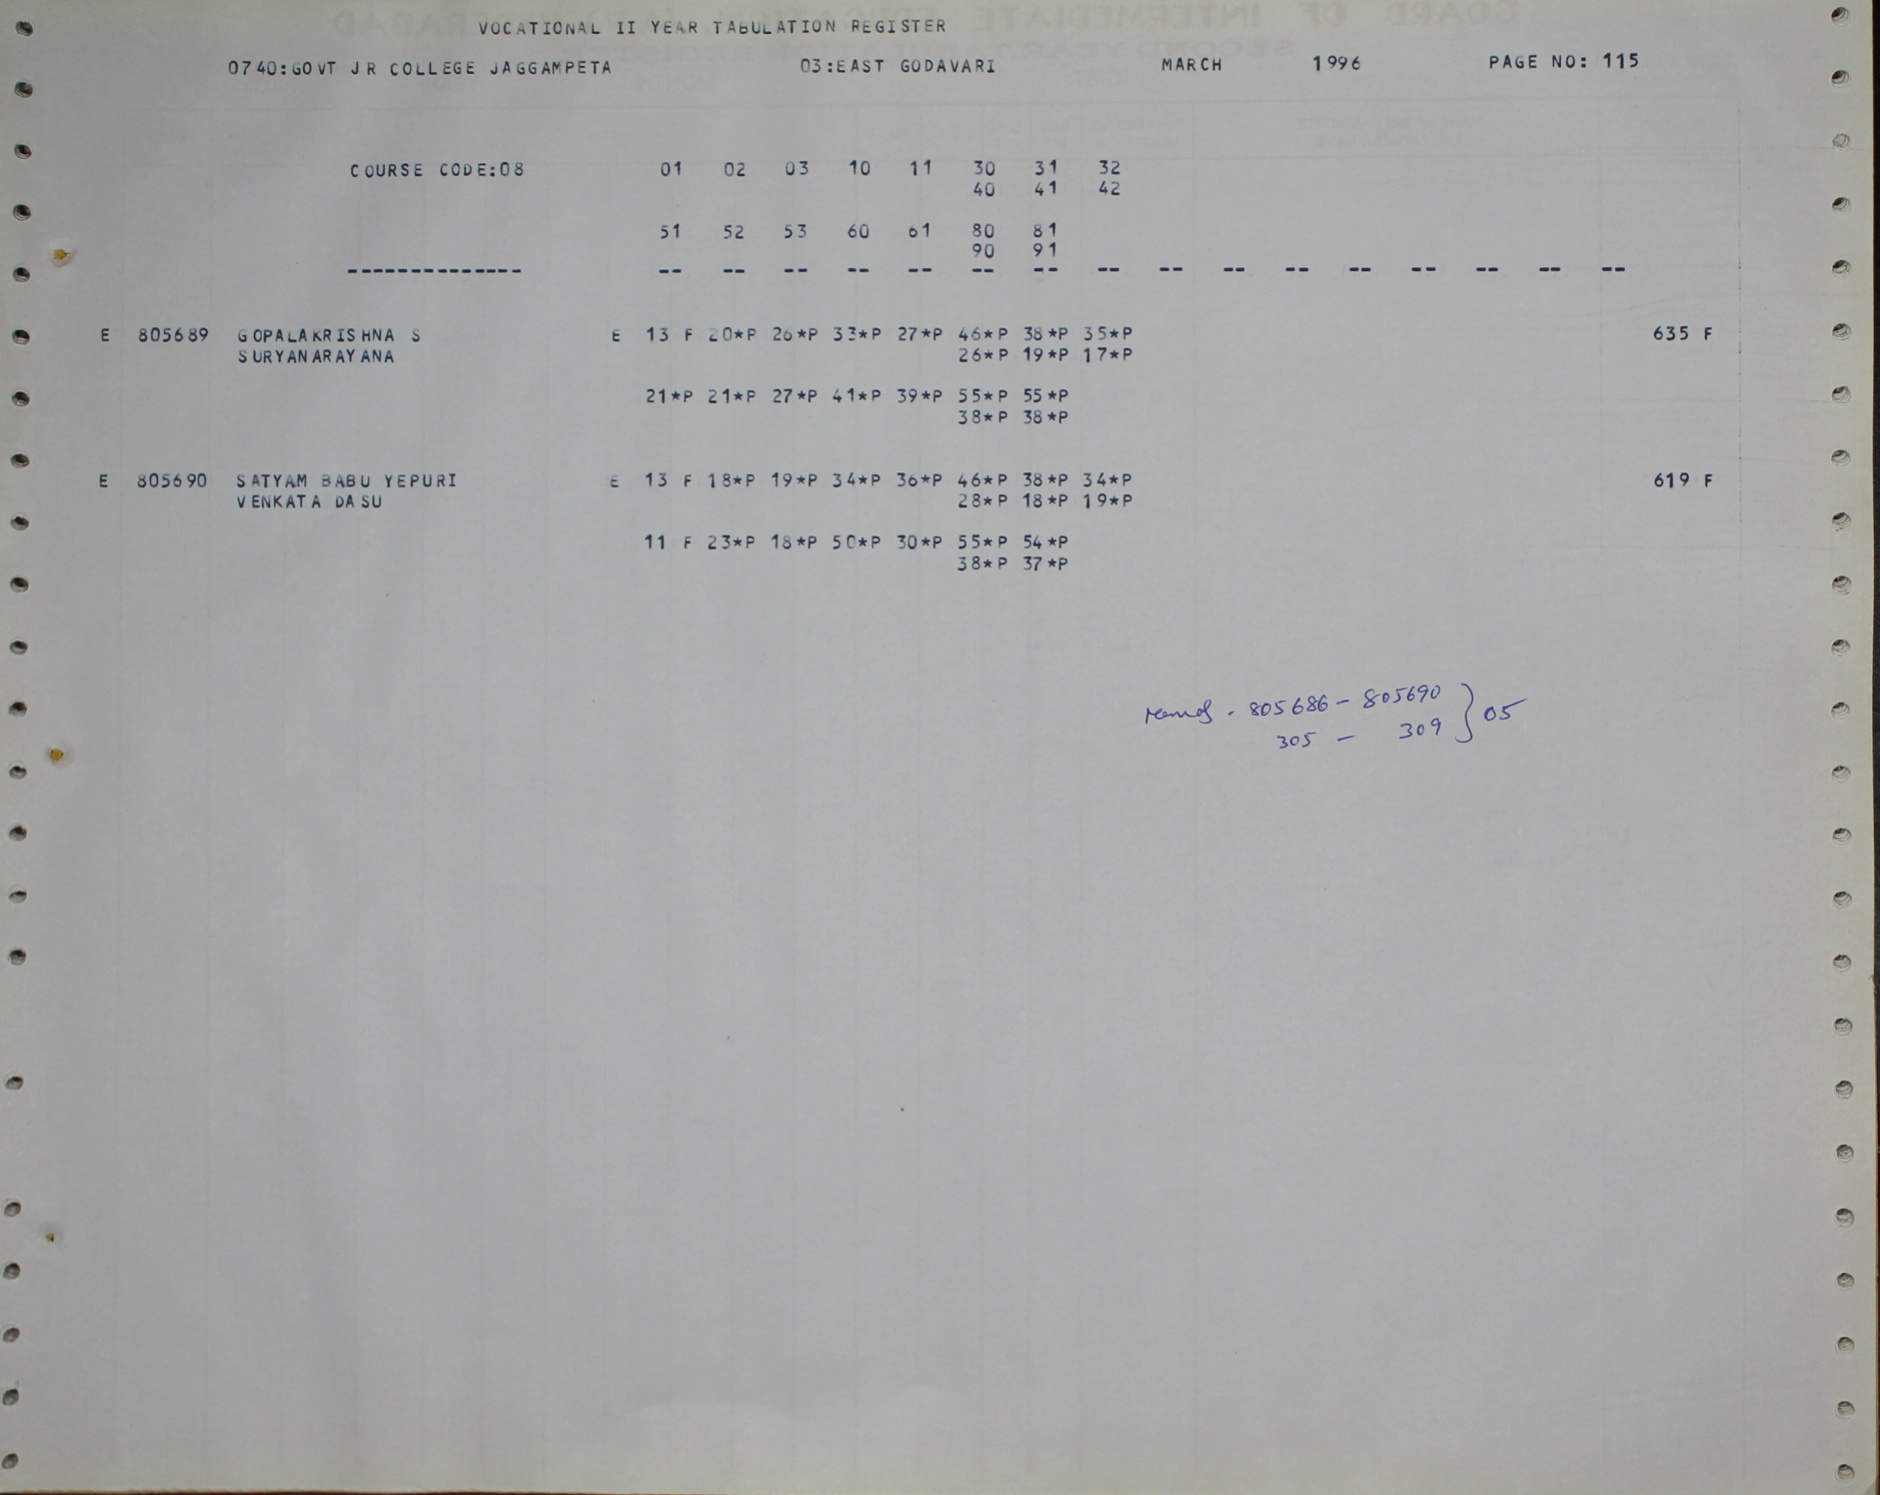 VOCATIONAL II YEAR TABULATION REGISTER
0740:GOVT JR COLLEGE JAGGAMPETA 03:EAST GODAVARI MARCH 1996 PAGE NO: 115
COURSE CODE:08 01 02 03 10 11 30 31 32
40 41 42
51 52 53 60 61 80 81
90 91
-------------- -- -- -- -- -- -- -- -- -- -- -- -- -- -- -- --
E 805689 GOPALAKRISHNA S E 13 F 20*P 26*P 33*P 27*P 46*P 38*P 35*P 635 F
SURYANARAYANA 26*P 19*P 17*P
21*P 21*P 27*P 41*P 39*P 55*P 55*P
38*P 38*P
E 805690 SATYAM BABU YEPURI E 13 F 18*P 19*P 34*P 36*P 46*P 38*P 34*P 619 F
VENKATA DASU 28*P 18*P 19*P
11 F 23*P 18*P 50*P 30*P 55*P 54*P
38*P 37*P
- 805686 - 805690
305 - 309 } 05